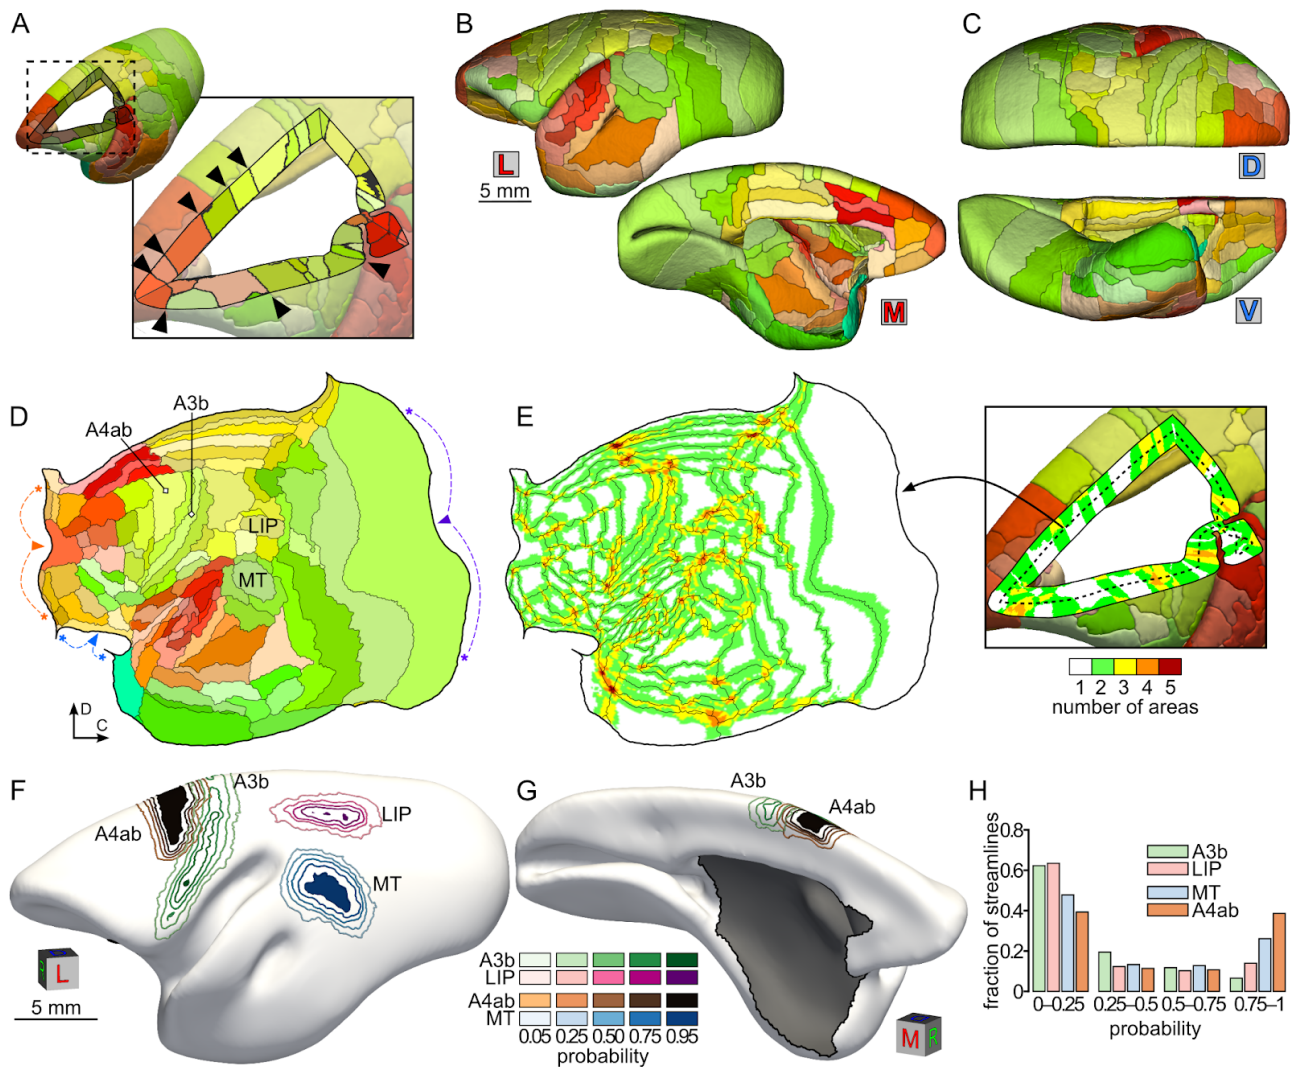 A
B
C
L
5 mm
M
D
V
D
A3b
A4ab
LIP
MT
D
C
E
1 2 3 4 5
number of areas
F
A3b
A4ab
LIP
MT
L
5 mm
G
A3b
A4ab
A3b
LIP
A4ab
MT
0.05 0.25 0.50 0.75 0.95
probability
M R
H
fraction of streamlines
0.8
0.6
0.4
0.2
0
A3b
LIP
MT
A4ab
0–0.25 0.25–0.5 0.5–0.75 0.75–1
probability